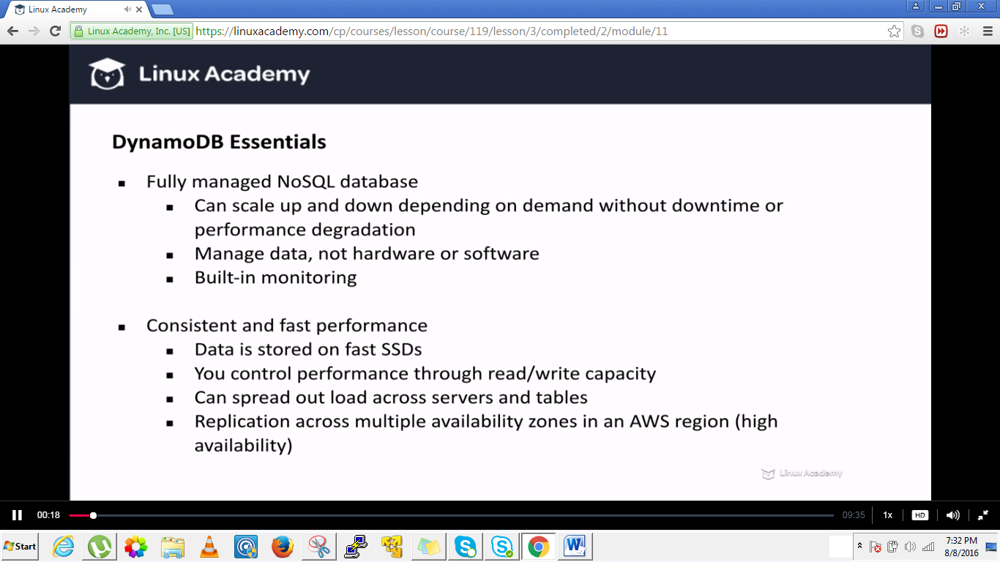 Linux Academy
Linux Academy, Inc. [US]
https://linuxacademy.com/cp/courses/lesson/course/119/lesson/3/completed/2/module/11
Linux Academy
DynamoDB Essentials
Fully managed NoSQL database
Can scale up and down depending on demand without downtime or
performance degradation
Manage data, not hardware or software
Built-in monitoring
Consistent and fast performance
Data is stored on fast SSDs
You control performance through read/write capacity
Can spread out load across servers and tables
Replication across multiple availability zones in an AWS region (high
availability)
Linux Academy
00:18
09:35
1x
HD
Start
7:32 PM
8/8/2016